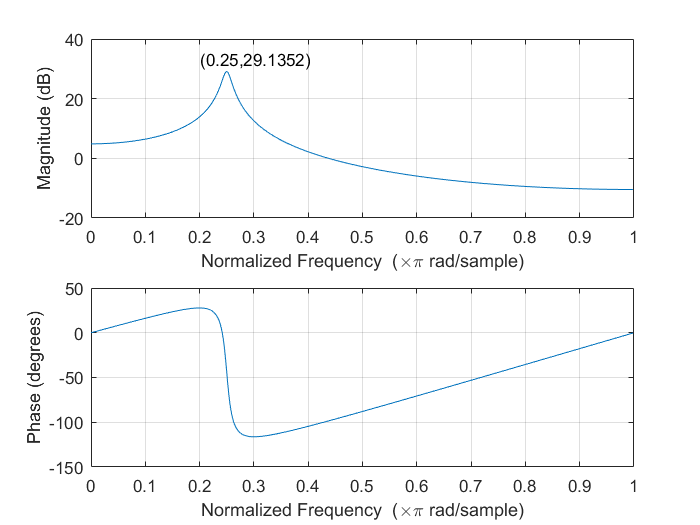 40
(0.25,29.1352)
20
0
-20
Magnitude (dB)
0 0.1 0.2 0.3 0.4 0.5 0.6 0.7 0.8 0.9 1
Normalized Frequency (×π rad/sample)
50
0
-50
-100
-150
Phase (degrees)
0 0.1 0.2 0.3 0.4 0.5 0.6 0.7 0.8 0.9 1
Normalized Frequency (×π rad/sample)